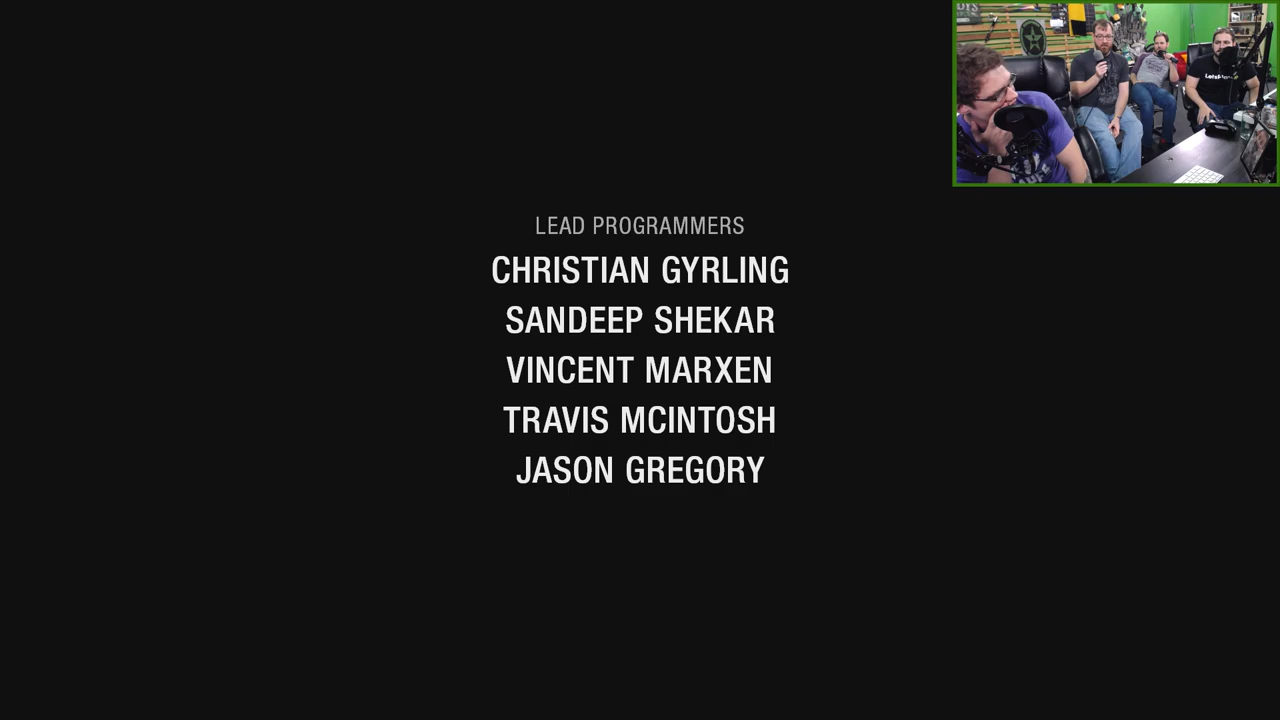 LEAD PROGRAMMERS
CHRISTIAN GYRLING
SANDEEP SHEKAR
VINCENT MARXEN
TRAVIS MCINTOSH
JASON GREGORY